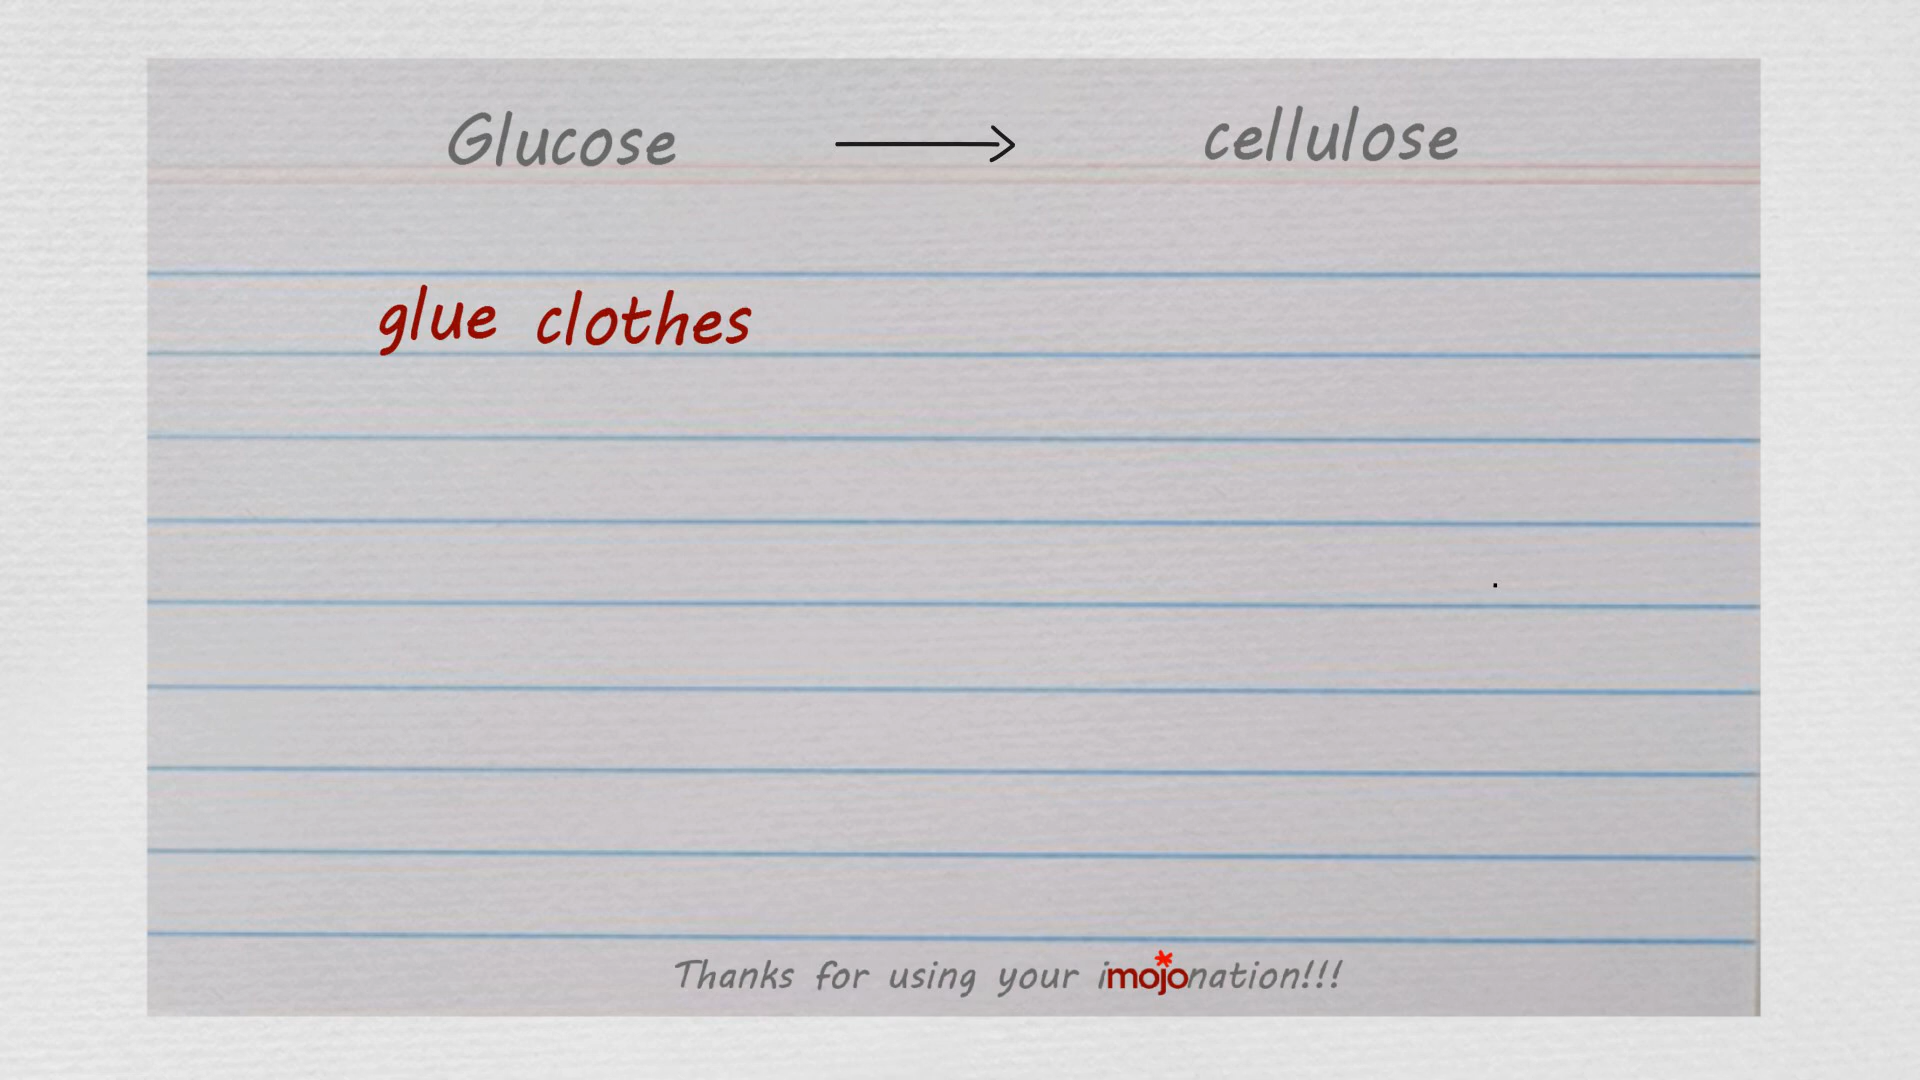 Glucose → cellulose
glue clothes
Thanks for using your imojonation!!!